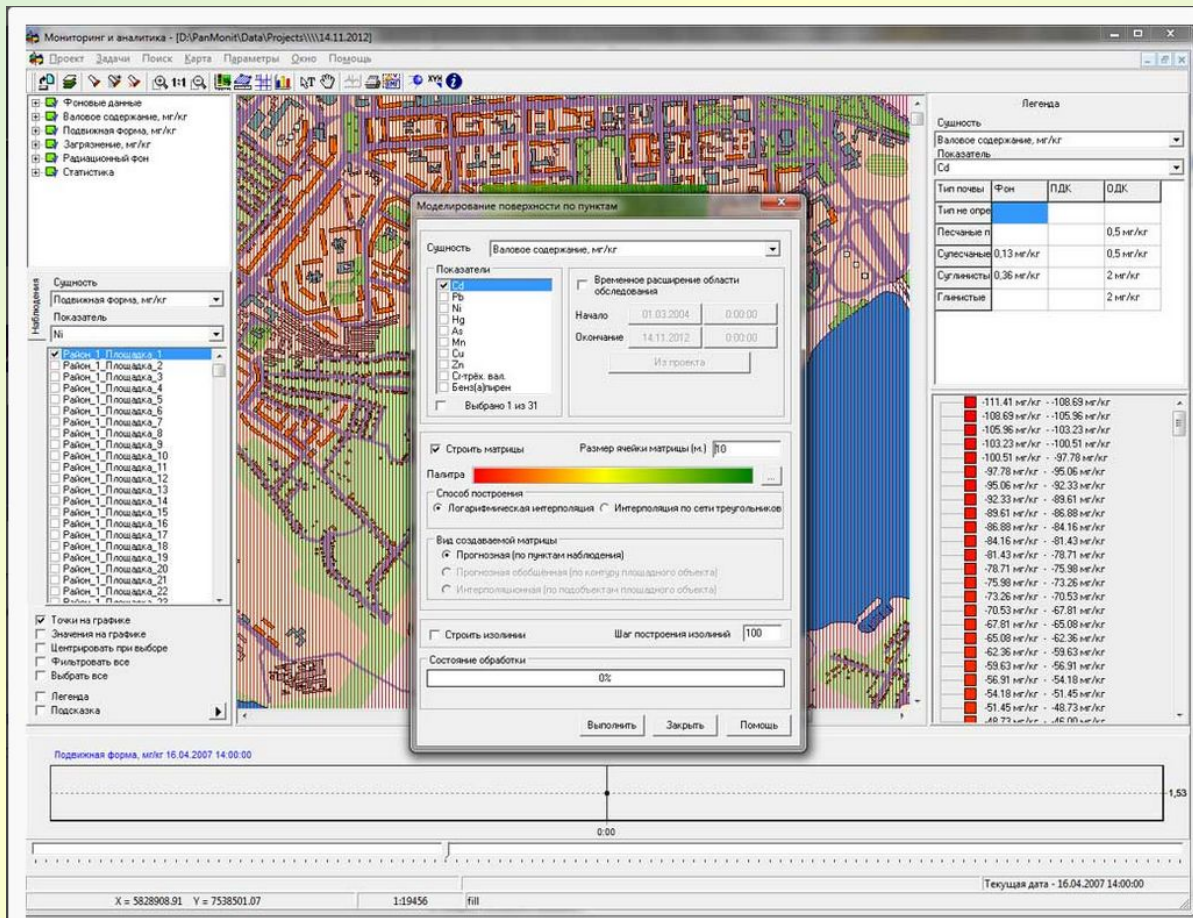 Мониторинг и аналитика - [D:\PanMonit\Data\Projects\\\\14.11.2012]
Проект Задачи Поиск Карта Параметры Окно Помощь
1:1
Фоновые данные
Валовое содержание, мг/кг
Подвижная форма, мг/кг
Загрязнение, мг/кг
Радиационный фон
Статистика
Наблюдения
Сущность
Подвижная форма, мг/кг
Показатель
Ni
Район_1_Площадка_1
Район_1_Площадка_2
Район_1_Площадка_3
Район_1_Площадка_4
Район_1_Площадка_5
Район_1_Площадка_6
Район_1_Площадка_7
Район_1_Площадка_8
Район_1_Площадка_9
Район_1_Площадка_10
Район_1_Площадка_11
Район_1_Площадка_12
Район_1_Площадка_13
Район_1_Площадка_14
Район_1_Площадка_15
Район_1_Площадка_16
Район_1_Площадка_17
Район_1_Площадка_18
Район_1_Площадка_19
Район_1_Площадка_20
Район_1_Площадка_21
Район_1_Площадка_22
Район_1_Площадка_23
Точки на графике
Значения на графике
Центрировать при выборе
Фильтровать все
Выбрать все
Легенда
Подсказка
Моделирование поверхности по пунктам
Сущность Валовое содержание, мг/кг
Показатели
Cd
Pb
Ni
Hg
As
Mn
Cu
Zn
Cr-трёх. вал.
Бенз(а)пирен
Выбрано 1 из 31
Временное расширение области
обследования
Начало 01.03.2004 0:00:00
Окончание 14.11.2012 0:00:00
Из проекта
Строить матрицы Размер ячейки матрицы (м.) 10
Палитра ...
Способ построения
Логарифмическая интерполяция Интерполяция по сети треугольников
Вид создаваемой матрицы
Прогнозная (по пунктам наблюдения)
Прогнозная обобщённая (по контуру площадного объекта)
Интерполяционная (по подобъектам площадного объекта)
Строить изолинии Шаг построения изолиний 100
Состояние обработки
0%
Выполнить Закрыть Помощь
Легенда
Сущность
Валовое содержание, мг/кг
Показатель
Cd
Тип почвы Фон ПДК ОДК
Тип не опре
Песчаные п 0,5 мг/кг
Супесчаные 0,13 мг/кг 0,5 мг/кг
Суглинисты 0,36 мг/кг 2 мг/кг
Глинистые 2 мг/кг
-111.41 мг/кг - -108.69 мг/кг
-108.69 мг/кг - -105.96 мг/кг
-105.96 мг/кг - -103.23 мг/кг
-103.23 мг/кг - -100.51 мг/кг
-100.51 мг/кг - -97.78 мг/кг
-97.78 мг/кг - -95.06 мг/кг
-95.06 мг/кг - -92.33 мг/кг
-92.33 мг/кг - -89.61 мг/кг
-89.61 мг/кг - -86.88 мг/кг
-86.88 мг/кг - -84.16 мг/кг
-84.16 мг/кг - -81.43 мг/кг
-81.43 мг/кг - -78.71 мг/кг
-78.71 мг/кг - -75.98 мг/кг
-75.98 мг/кг - -73.26 мг/кг
-73.26 мг/кг - -70.53 мг/кг
-70.53 мг/кг - -67.81 мг/кг
-67.81 мг/кг - -65.08 мг/кг
-65.08 мг/кг - -62.36 мг/кг
-62.36 мг/кг - -59.63 мг/кг
-59.63 мг/кг - -56.91 мг/кг
-56.91 мг/кг - -54.18 мг/кг
-54.18 мг/кг - -51.45 мг/кг
-51.45 мг/кг - -48.73 мг/кг
-48.73 мг/кг - -46.00 мг/кг
Подвижная форма, мг/кг 16.04.2007 14:00:00
1,53
0:00
Текущая дата - 16.04.2007 14:00:00
X = 5828908.91 Y = 7538501.07 1:19456 fill